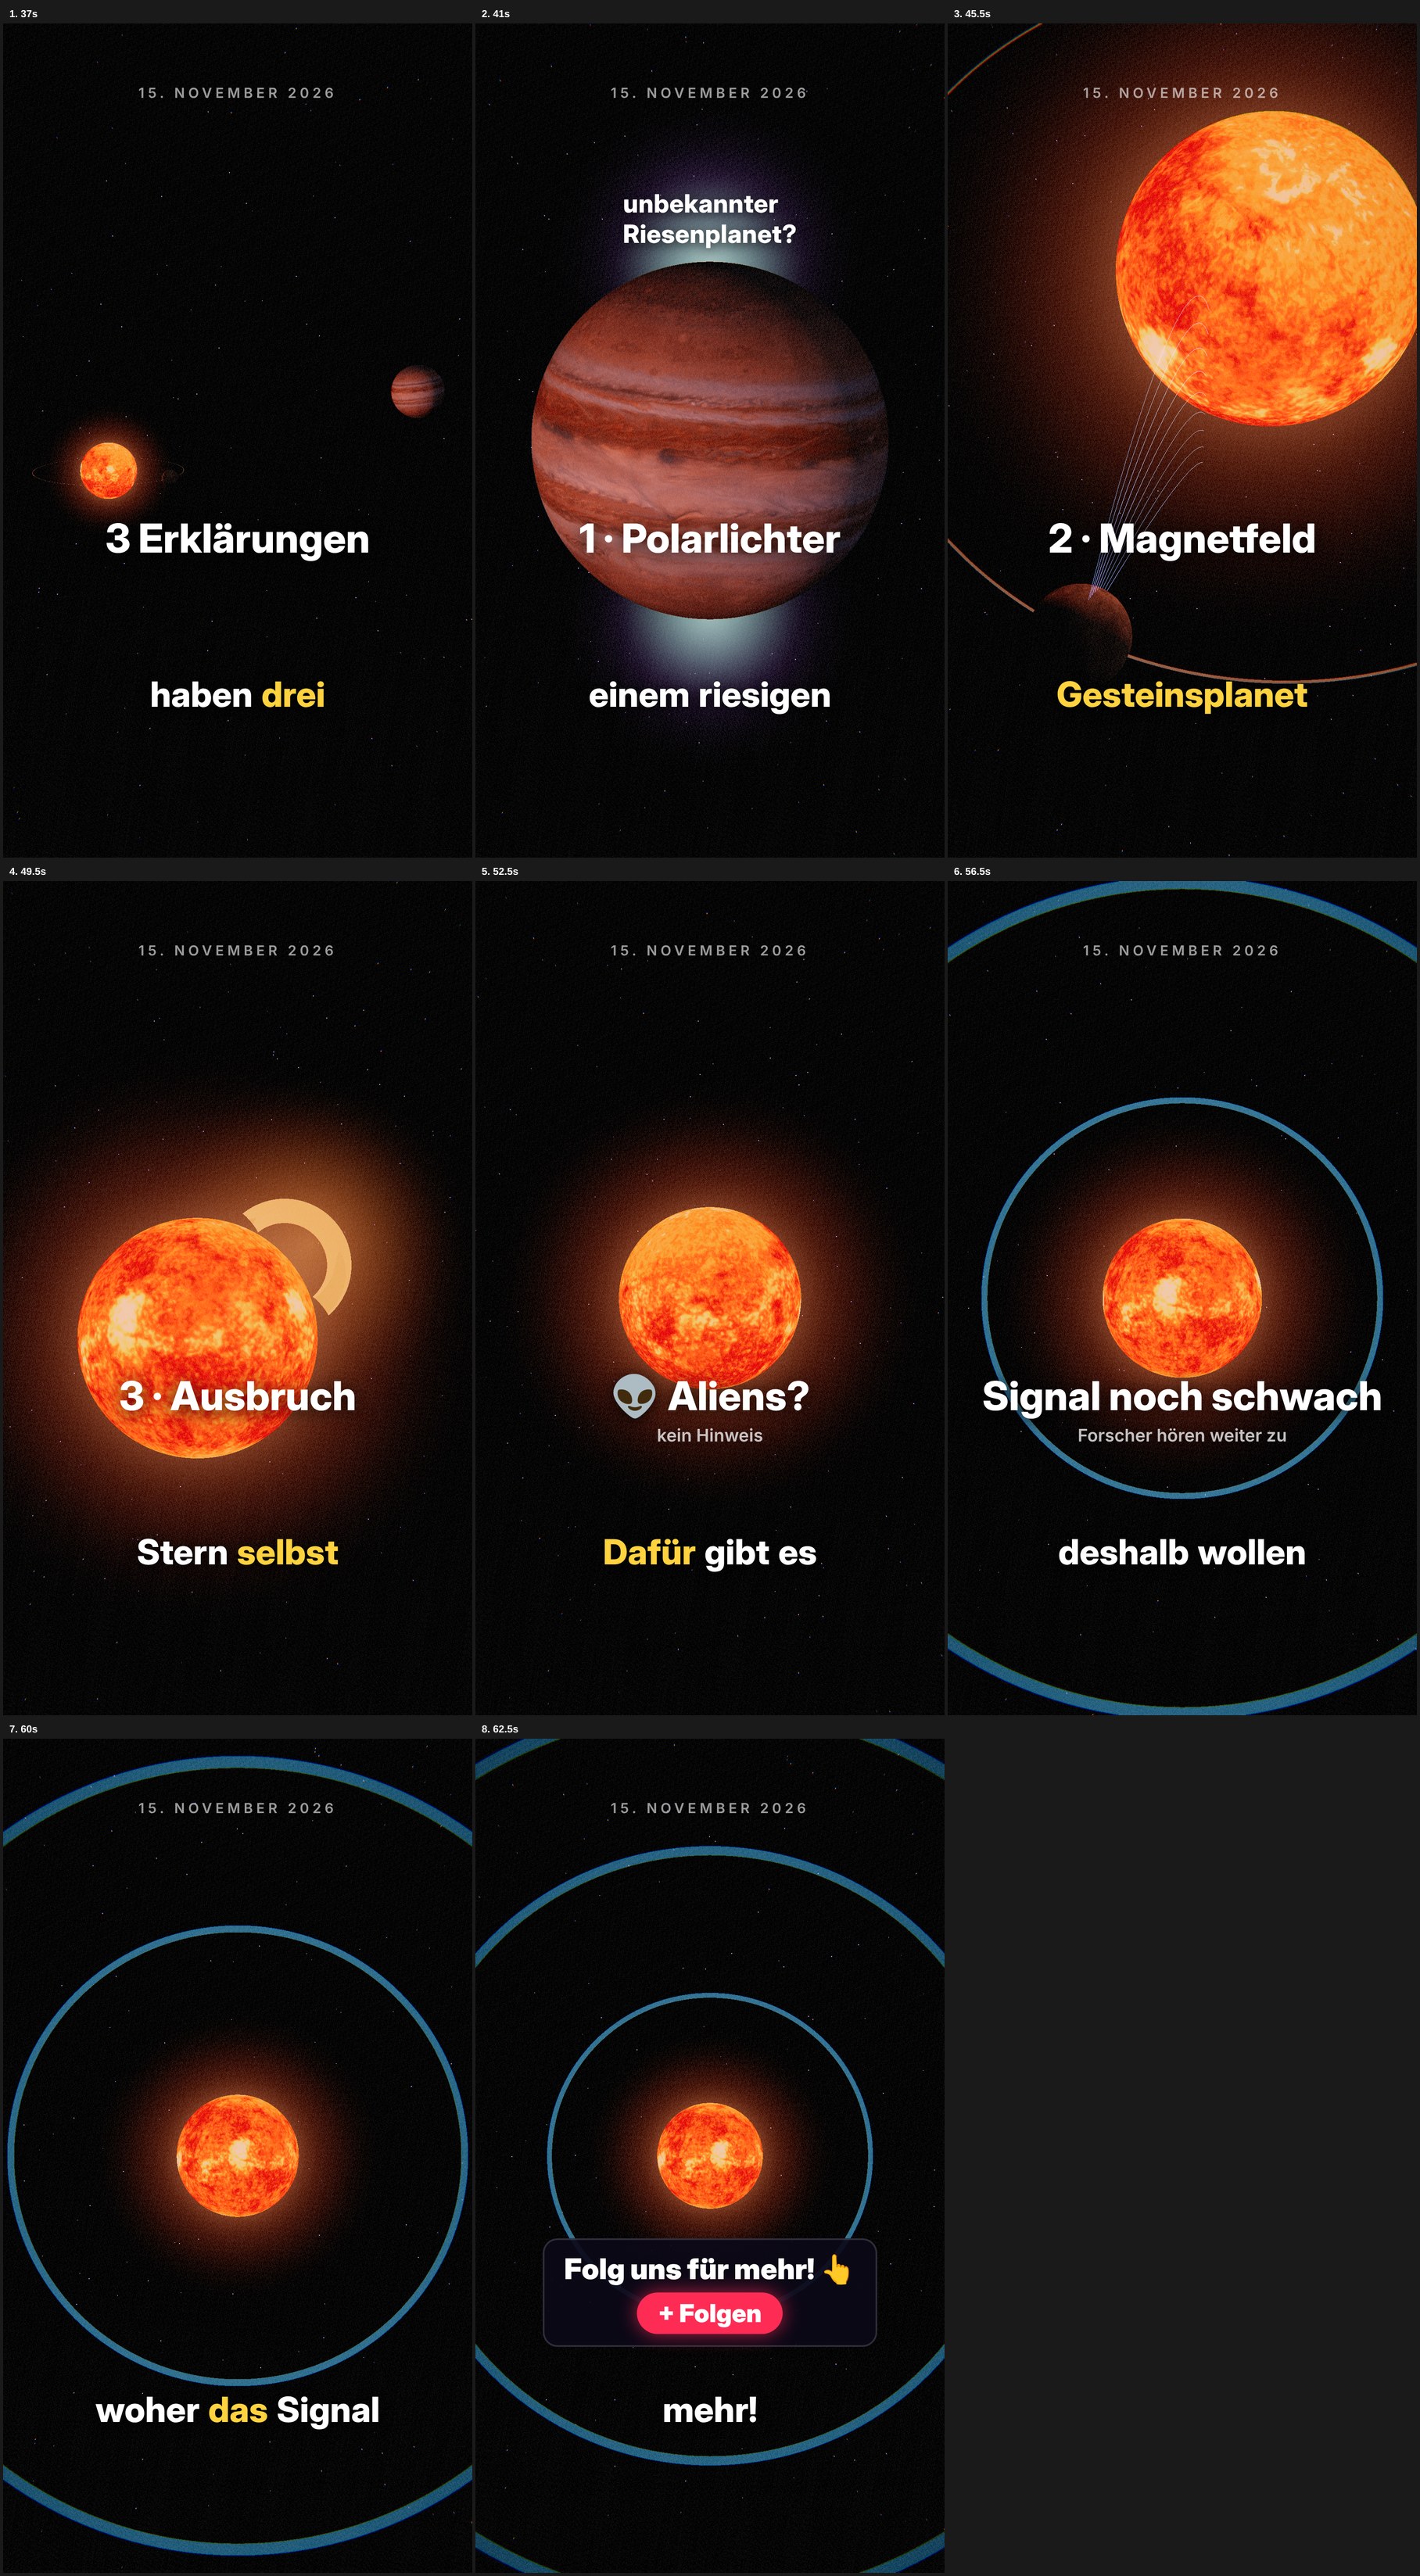 1. 37s
15. NOVEMBER 2026
3 Erklärungen
haben drei
2. 41s
15. NOVEMBER 2026
unbekannter
Riesenplanet?
1 · Polarlichter
einem riesigen
3. 45.5s
15. NOVEMBER 2026
2 · Magnetfeld
Gesteinsplanet
4. 49.5s
15. NOVEMBER 2026
3 · Ausbruch
Stern selbst
5. 52.5s
15. NOVEMBER 2026
👽 Aliens?
kein Hinweis
Dafür gibt es
6. 56.5s
15. NOVEMBER 2026
Signal noch schwach
Forscher hören weiter zu
deshalb wollen
7. 60s
15. NOVEMBER 2026
woher das Signal
8. 62.5s
15. NOVEMBER 2026
Folg uns für mehr! 👆
+ Folgen
mehr!